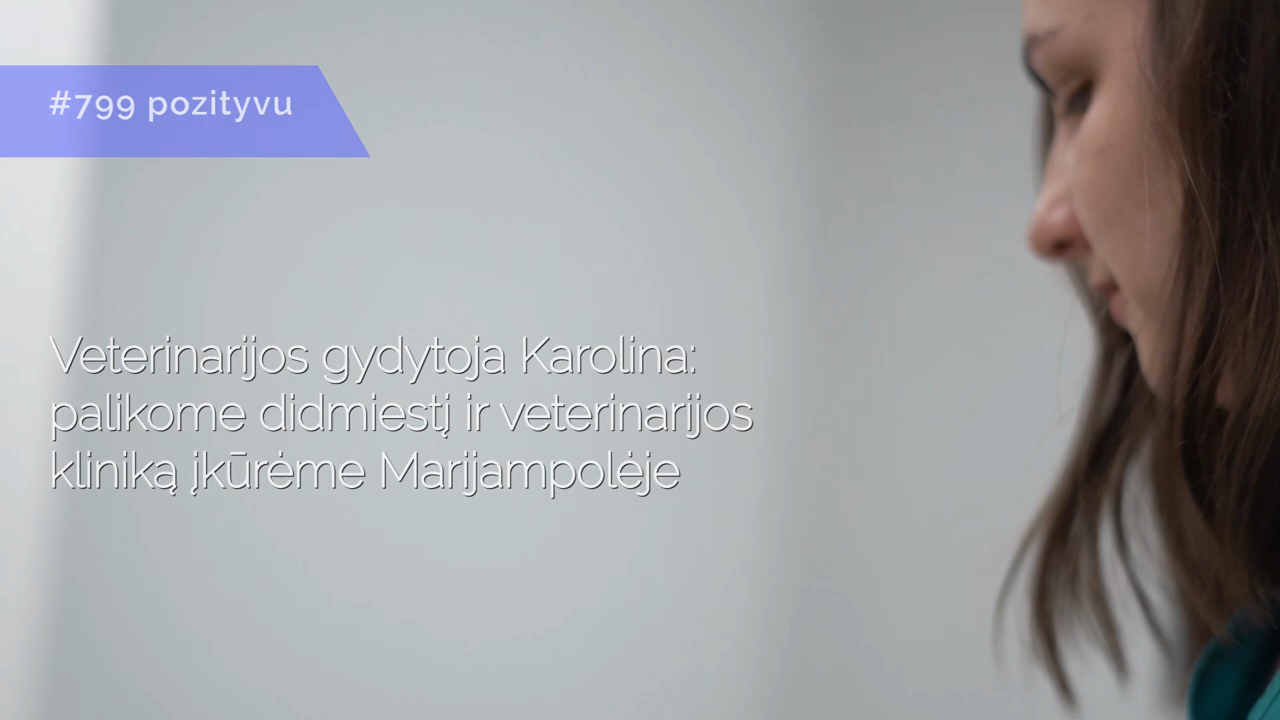 #799 pozityvu
Veterinarijos gydytoja Karolina:
palikome didmiestį ir veterinarijos
kliniką įkūrėme Marijampolėje